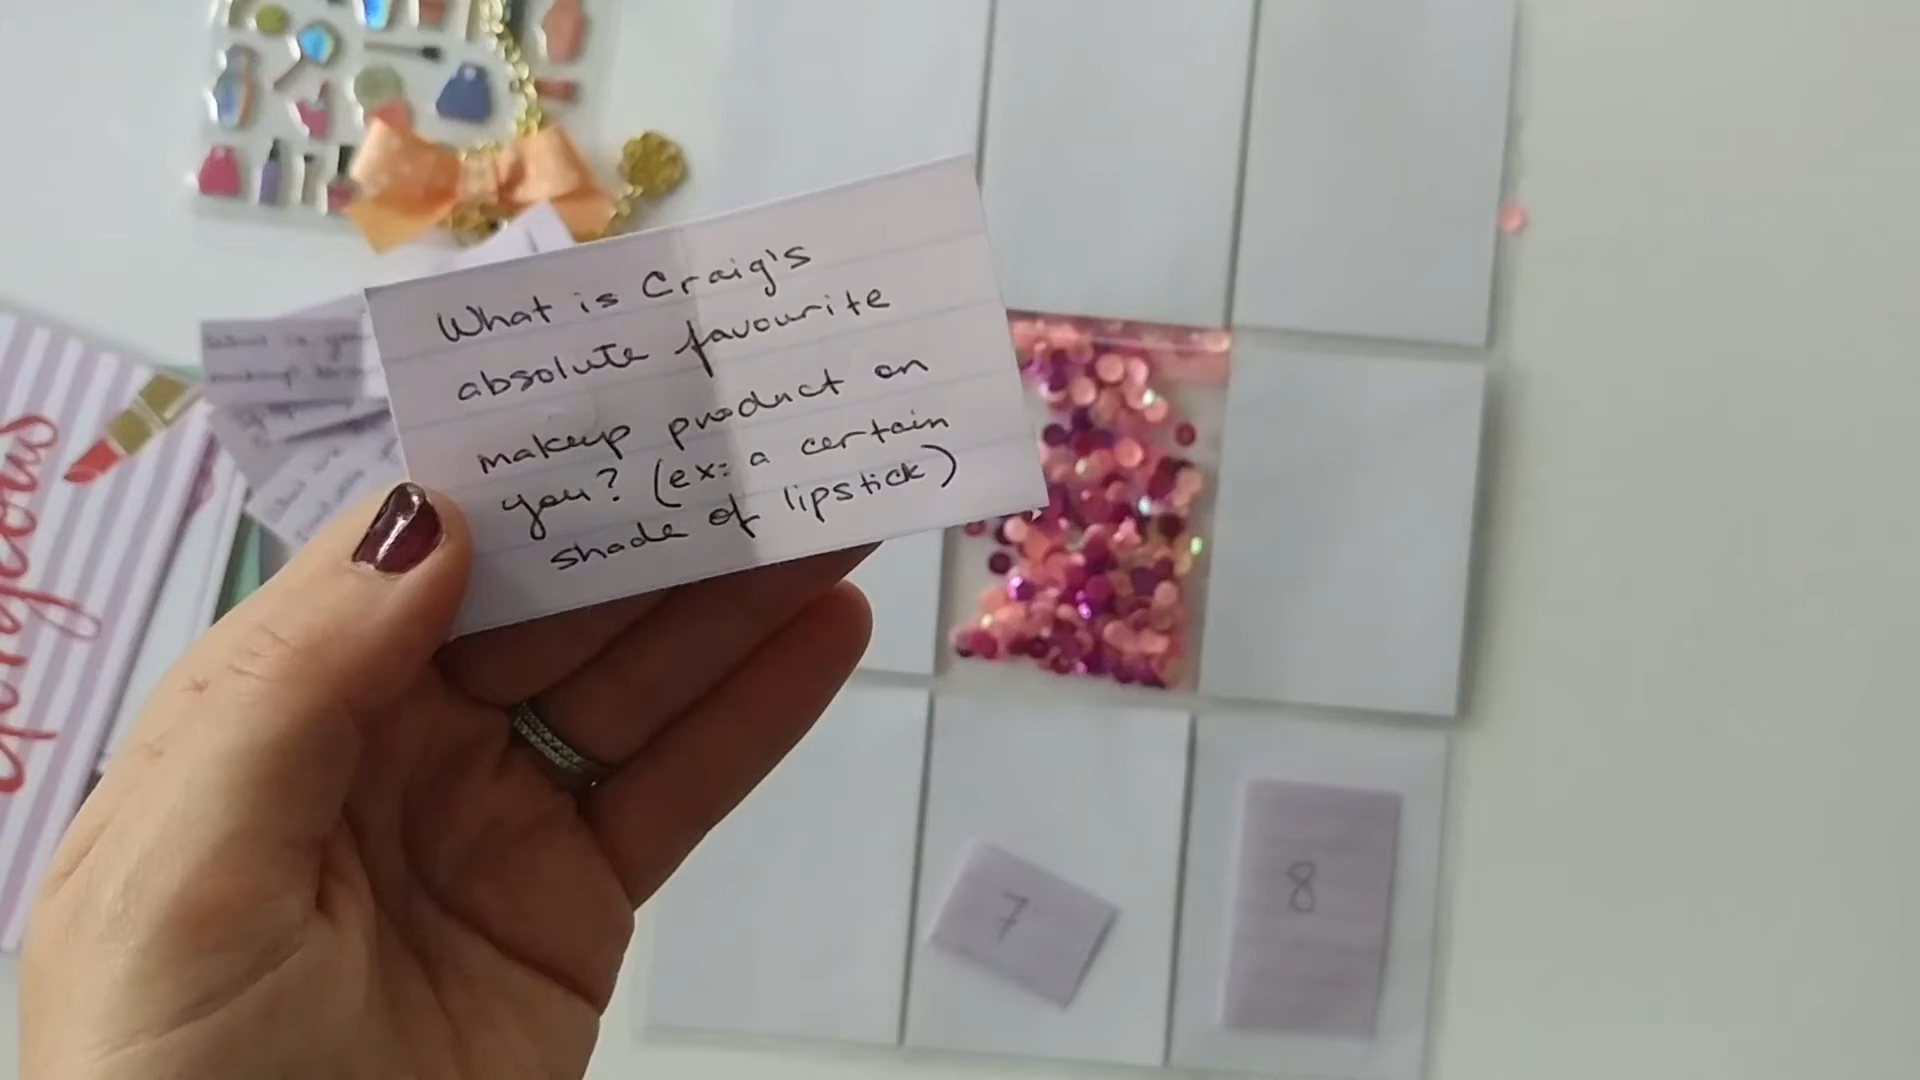 What is Craig's
absolute favourite
makeup product on
you? (ex: a certain
shade of lipstick)
7
8